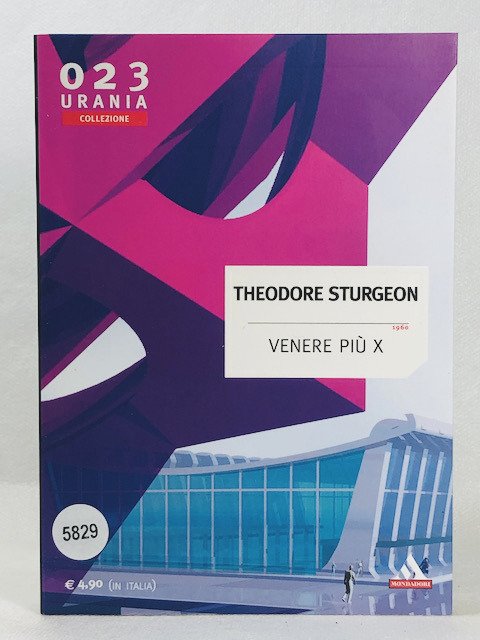 023
URANIA
COLLEZIONE
THEODORE STURGEON
1960
VENERE PIÙ X
5829
€ 4,90 (IN ITALIA)
MONDADORI